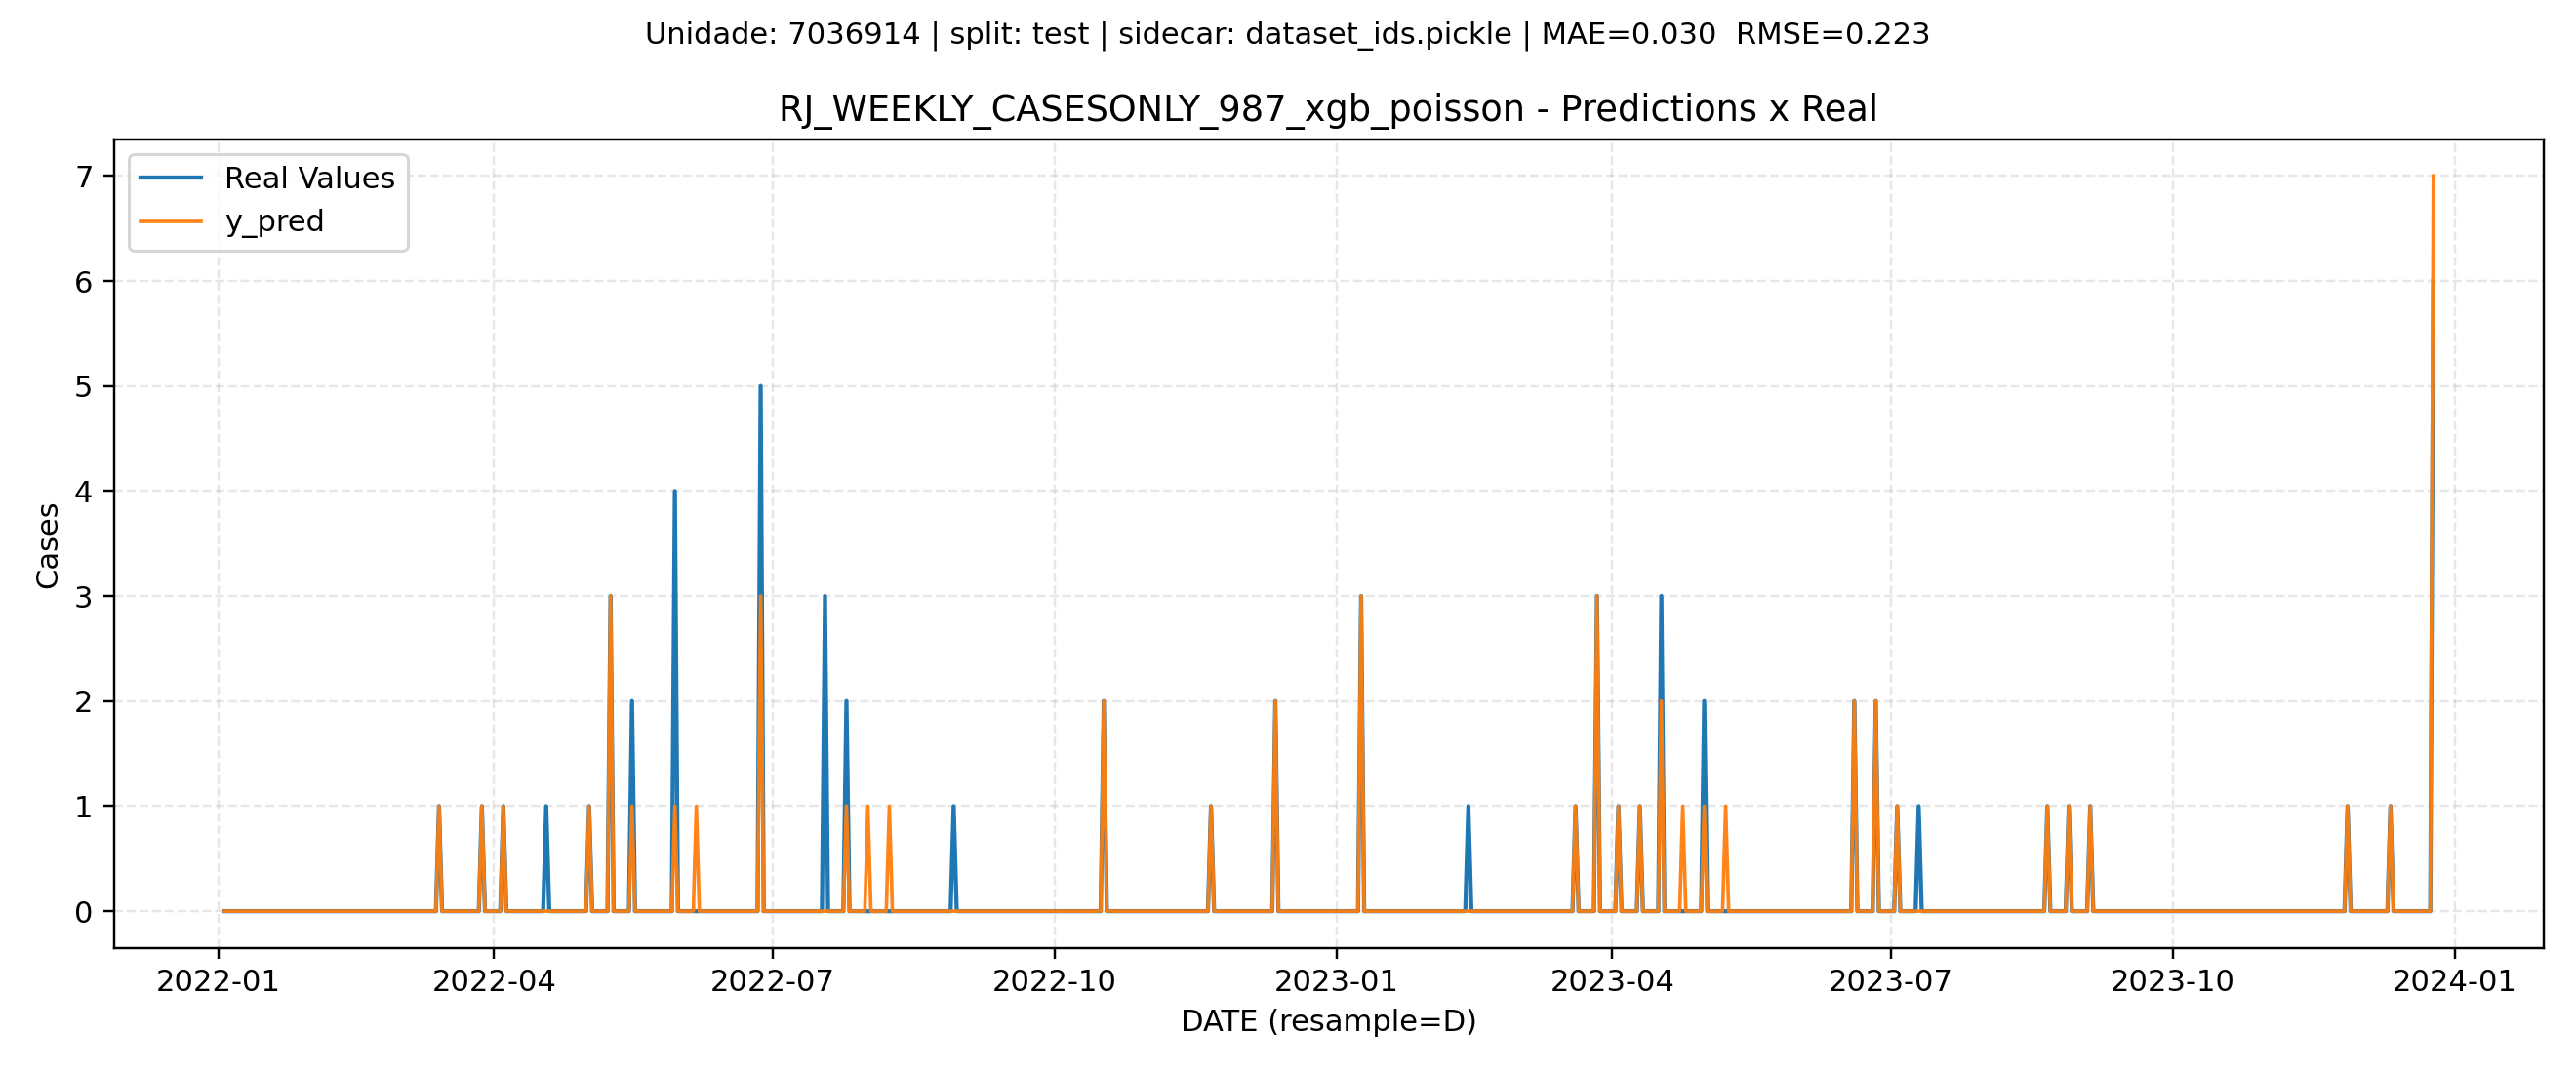 Unidade: 7036914 | split: test | sidecar: dataset_ids.pickle | MAE=0.030  RMSE=0.223
RJ_WEEKLY_CASESONLY_987_xgb_poisson - Predictions x Real
Real Values
y_pred
7
6
5
4
3
2
1
0
Cases
2022-01
2022-04
2022-07
2022-10
2023-01
2023-04
2023-07
2023-10
2024-01
DATE (resample=D)